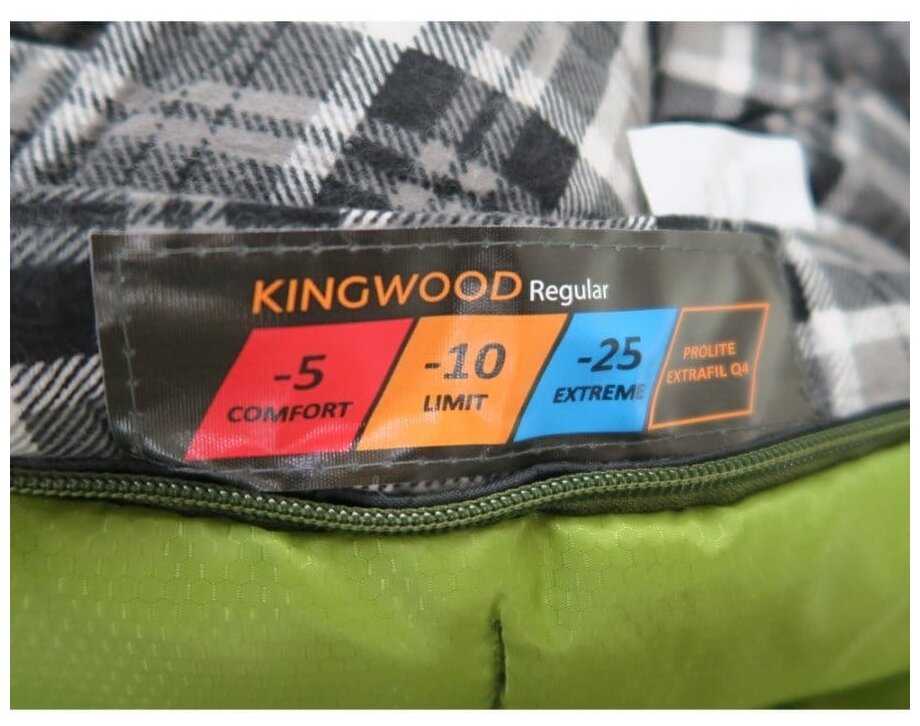 KINGWOOD Regular
-5
COMFORT
-10
LIMIT
-25
EXTREME
PROLITE
EXTRAFIL Q4